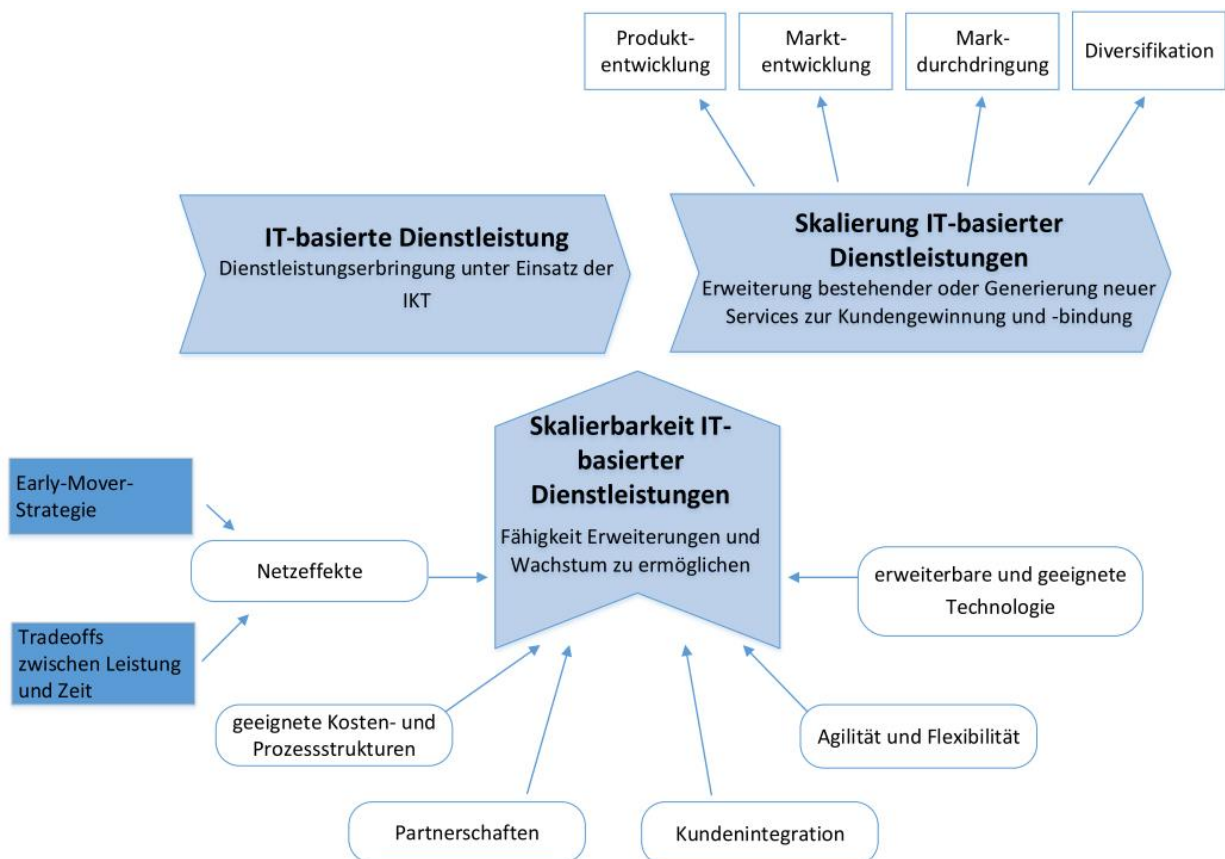 Produkt-
entwicklung
Markt-
entwicklung
Mark-
durchdringung
Diversifikation
IT-basierte Dienstleistung
Dienstleistungserbringung unter Einsatz der
IKT
Skalierung IT-basierter
Dienstleistungen
Erweiterung bestehender oder Generierung neuer
Services zur Kundengewinnung und -bindung
Skalierbarkeit IT-
basierter
Dienstleistungen
Fähigkeit Erweiterungen und
Wachstum zu ermöglichen
Early-Mover-
Strategie
Netzeffekte
erweiterbare und geeignete
Technologie
Tradeoffs
zwischen Leistung
und Zeit
geeignete Kosten- und
Prozessstrukturen
Agilität und Flexibilität
Partnerschaften
Kundenintegration